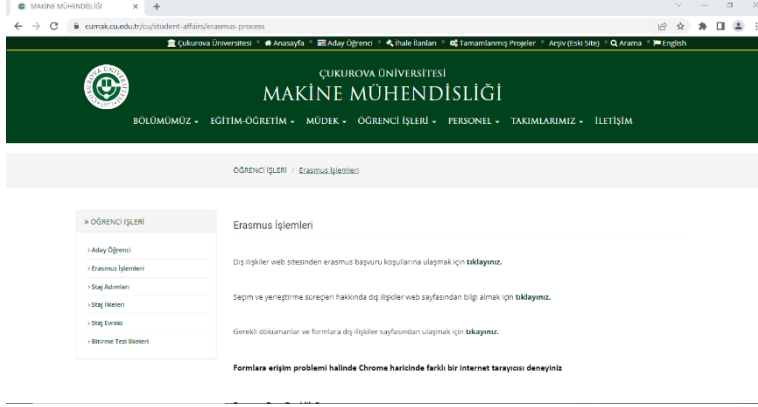 MAKİNE MÜHENDİSLİĞİ
cumak.cu.edu.tr/cu/student-affairs/erasmus-process
Çukurova Üniversitesi Anasayfa Aday Öğrenci İhale İlanları Tamamlanmış Projeler Arşiv(Eski Site) Arama English
ÇUKUROVA ÜNİVERSİTESİ
MAKİNE MÜHENDİSLİĞİ
BÖLÜMÜMÜZ EĞİTİM-ÖĞRETİM MÜDEK ÖĞRENCİ İŞLERİ PERSONEL TAKIMLARIMIZ İLETİŞİM
ÖĞRENCİ İŞLERİ / Erasmus İşlemleri
» ÖĞRENCİ İŞLERİ
› Aday Öğrenci
› Erasmus İşlemleri
› Staj Adımları
› Staj İlkeleri
› Staj Evrakı
› Bitirme Tezi İlkeleri
Erasmus İşlemleri
Dış ilişkiler web sitesinden erasmus başvuru koşullarına ulaşmak için tıklayınız.
Seçim ve yerleştirme süreçleri hakkında dış ilişkiler web sayfasından bilgi almak için tıklayınız.
Gerekli dökümanlar ve formlara dış ilişkiler sayfasından ulaşmak için tıkayınız.
Formlara erişim problemi halinde Chrome haricinde farklı bir internet tarayıcısı deneyiniz